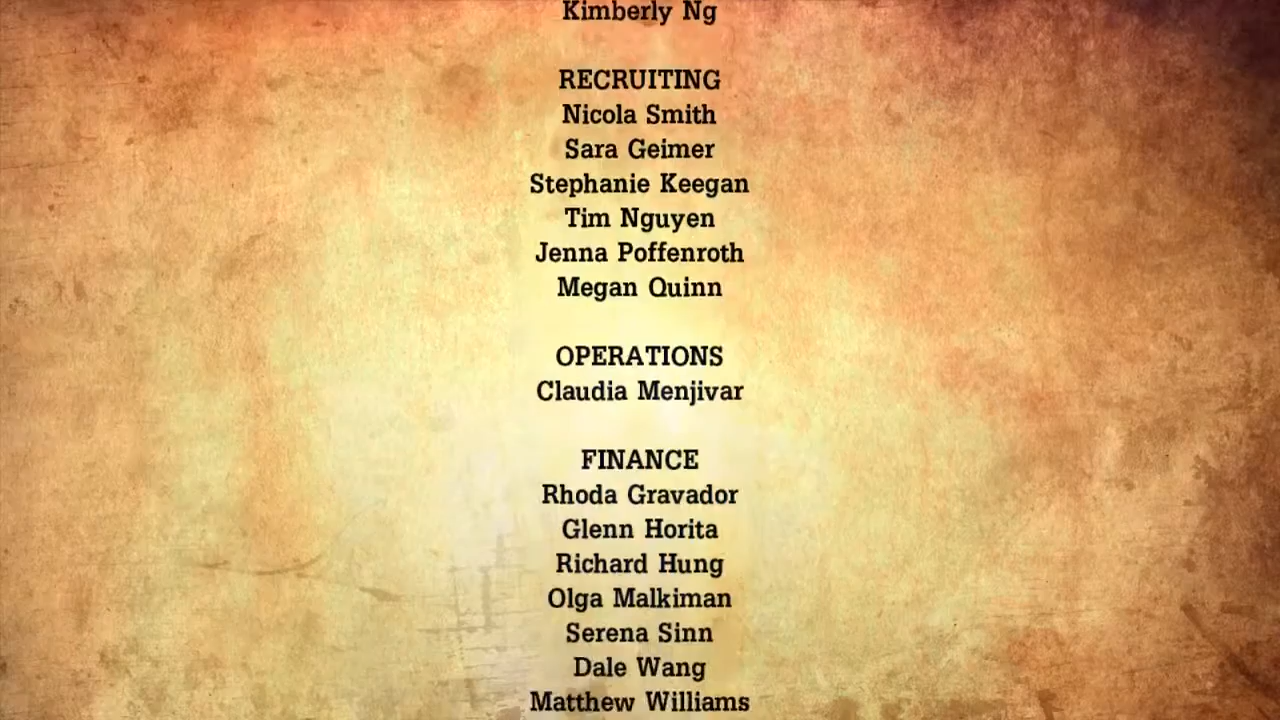 Kimberly Ng
RECRUITING
Nicola Smith
Sara Geimer
Stephanie Keegan
Tim Nguyen
Jenna Poffenroth
Megan Quinn
OPERATIONS
Claudia Menjivar
FINANCE
Rhoda Gravador
Glenn Horita
Richard Hung
Olga Malkiman
Serena Sinn
Dale Wang
Matthew Williams